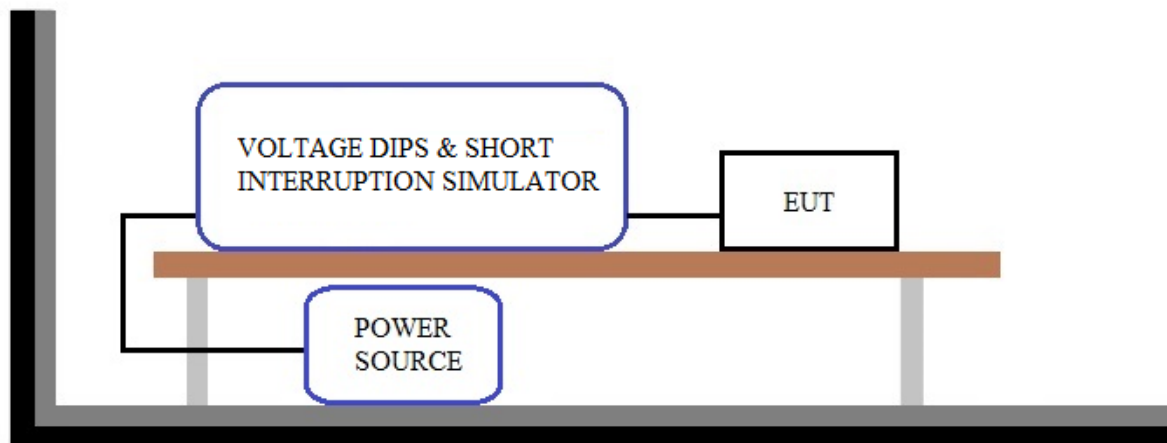 VOLTAGE DIPS & SHORT
INTERRUPTION SIMULATOR
EUT
POWER
SOURCE